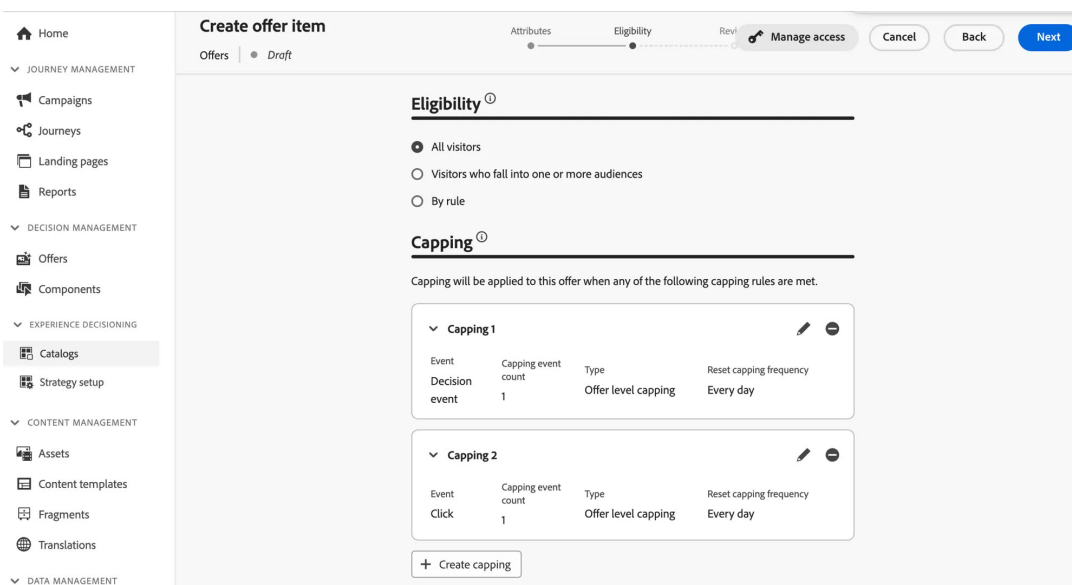 Home
JOURNEY MANAGEMENT
Campaigns
Journeys
Landing pages
Reports
DECISION MANAGEMENT
Offers
Components
EXPERIENCE DECISIONING
Catalogs
Strategy setup
CONTENT MANAGEMENT
Assets
Content templates
Fragments
Translations
DATA MANAGEMENT
Create offer item
Offers
Draft
Attributes
Eligibility
Manage access
Cancel
Back
Next
Eligibility
All visitors
Visitors who fall into one or more audiences
By rule
Capping
Capping will be applied to this offer when any of the following capping rules are met.
Capping 1
Event
Decision
event
Capping event
count
1
Type
Offer level capping
Reset capping frequency
Every day
Capping 2
Event
Click
Capping event
count
1
Type
Offer level capping
Reset capping frequency
Every day
+ Create capping